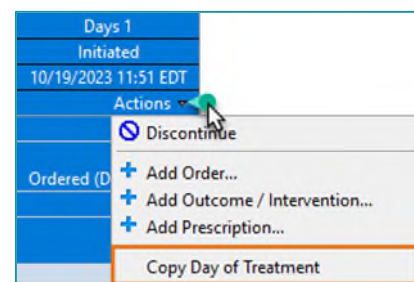 Days 1
Initiated
10/19/2023 11:51 EDT
Actions
Discontinue
Ordered (D
Add Order...
Add Outcome / Intervention...
Add Prescription...
Copy Day of Treatment